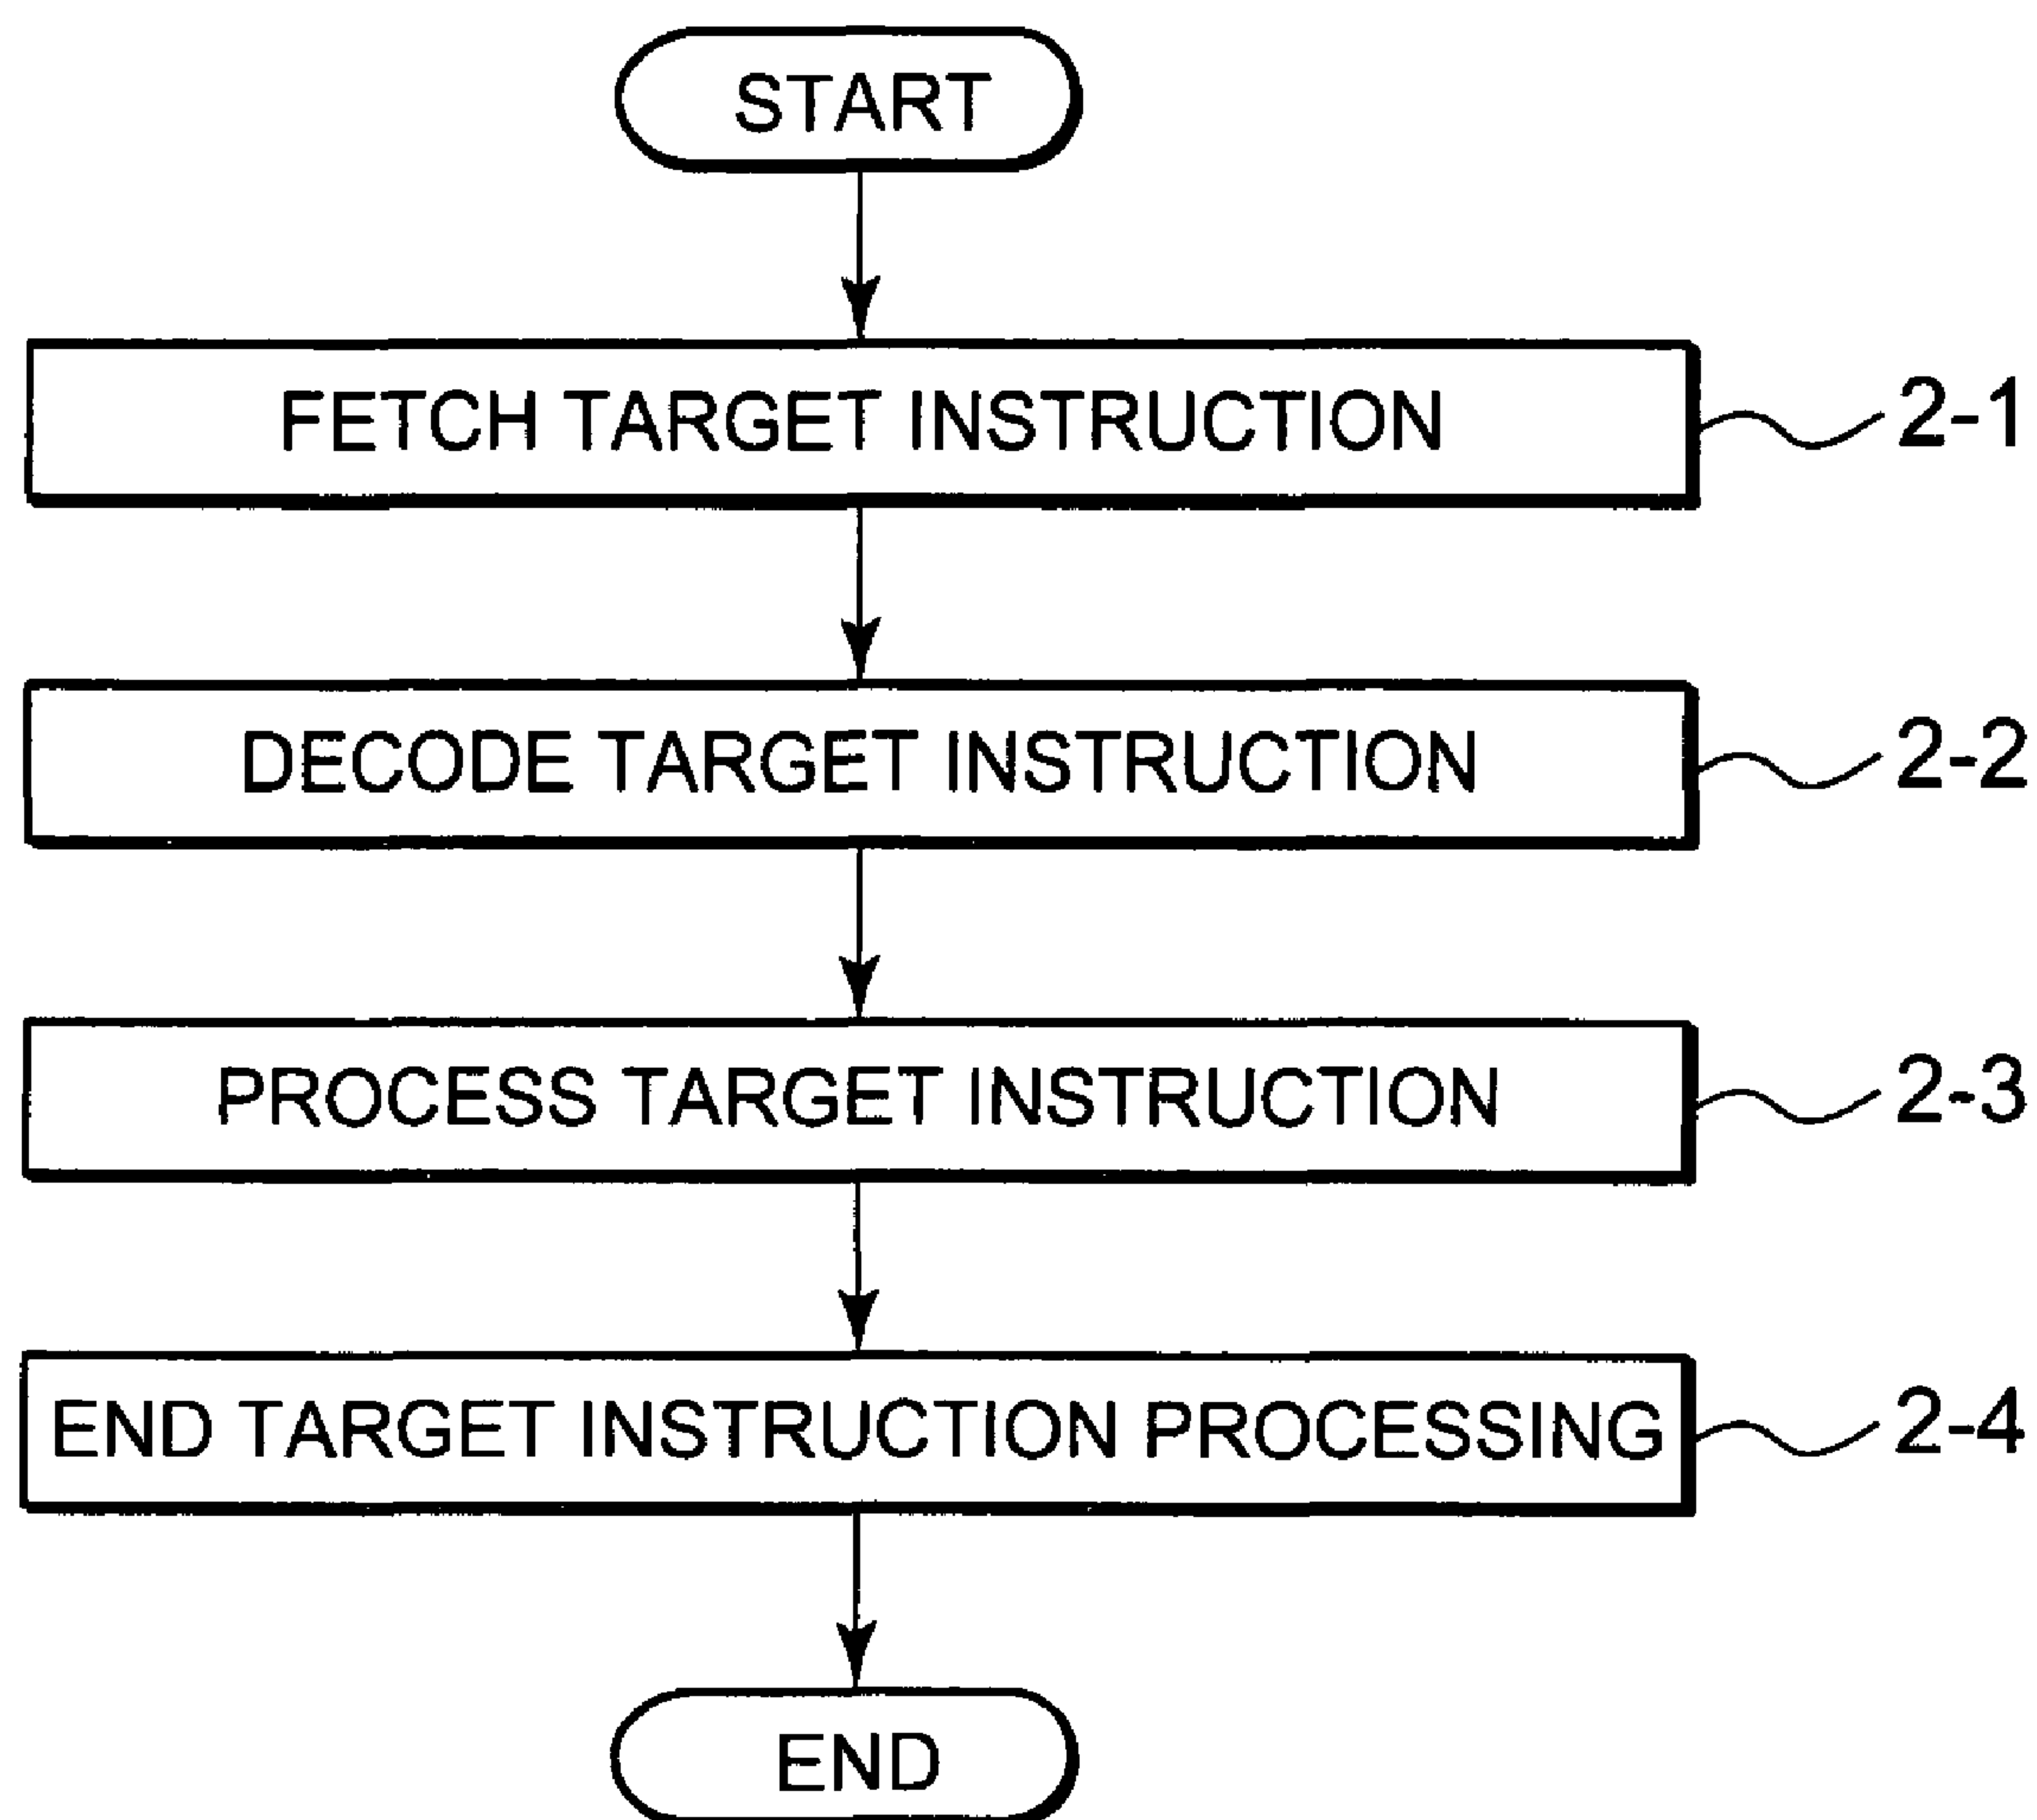 START
FETCH TARGET INSTRUCTION 2-1
DECODE TARGET INSTRUCTION 2-2
PROCESS TARGET INSTRUCTION 2-3
END TARGET INSTRUCTION PROCESSING 2-4
END